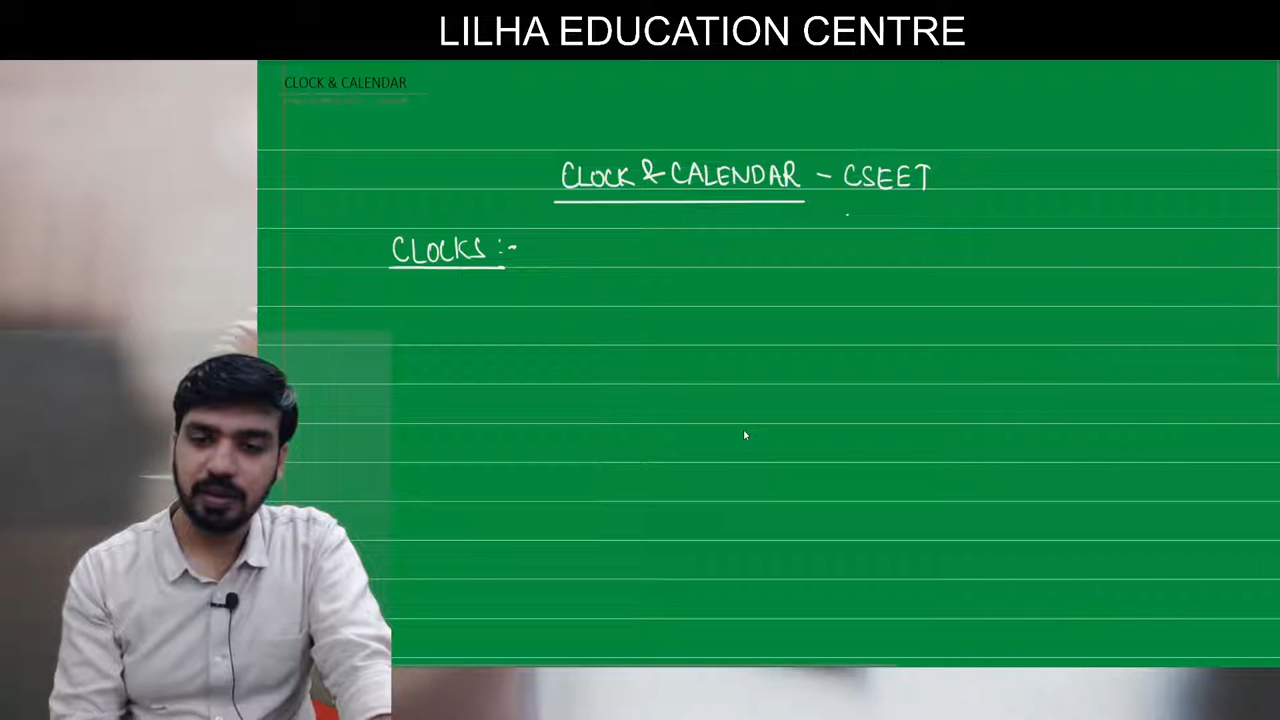 LILHA EDUCATION CENTRE
CLOCK & CALENDAR
CLOCK & CALENDAR - CSEET
CLOCKS :-